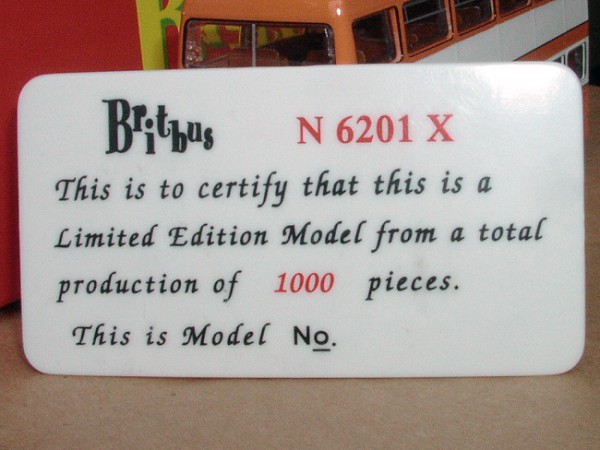 Britbus N 6201 X
This is to certify that this is a
Limited Edition Model from a total
production of 1000 pieces.
This is Model No.